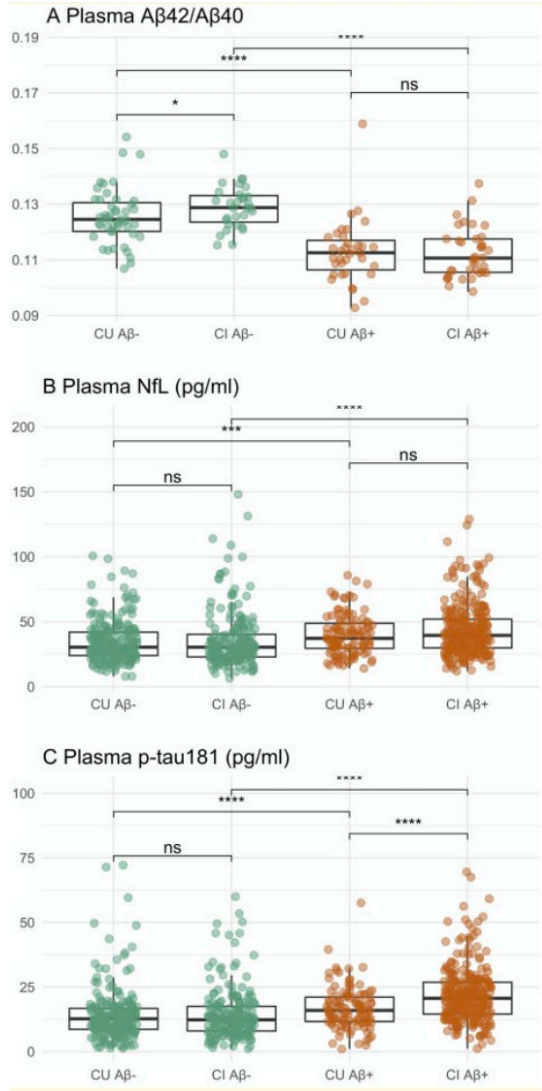 A Plasma Aβ42/Aβ40
0.19
****
****
0.17
ns
*
0.15
0.13
0.11
0.09
CU Aβ- CI Aβ- CU Aβ+ CI Aβ+
B Plasma NfL (pg/ml)
****
200
***
ns
ns
150
100
50
0
CU Aβ- CI Aβ- CU Aβ+ CI Aβ+
C Plasma p-tau181 (pg/ml)
****
100
****
****
ns
75
50
25
0
CU Aβ- CI Aβ- CU Aβ+ CI Aβ+